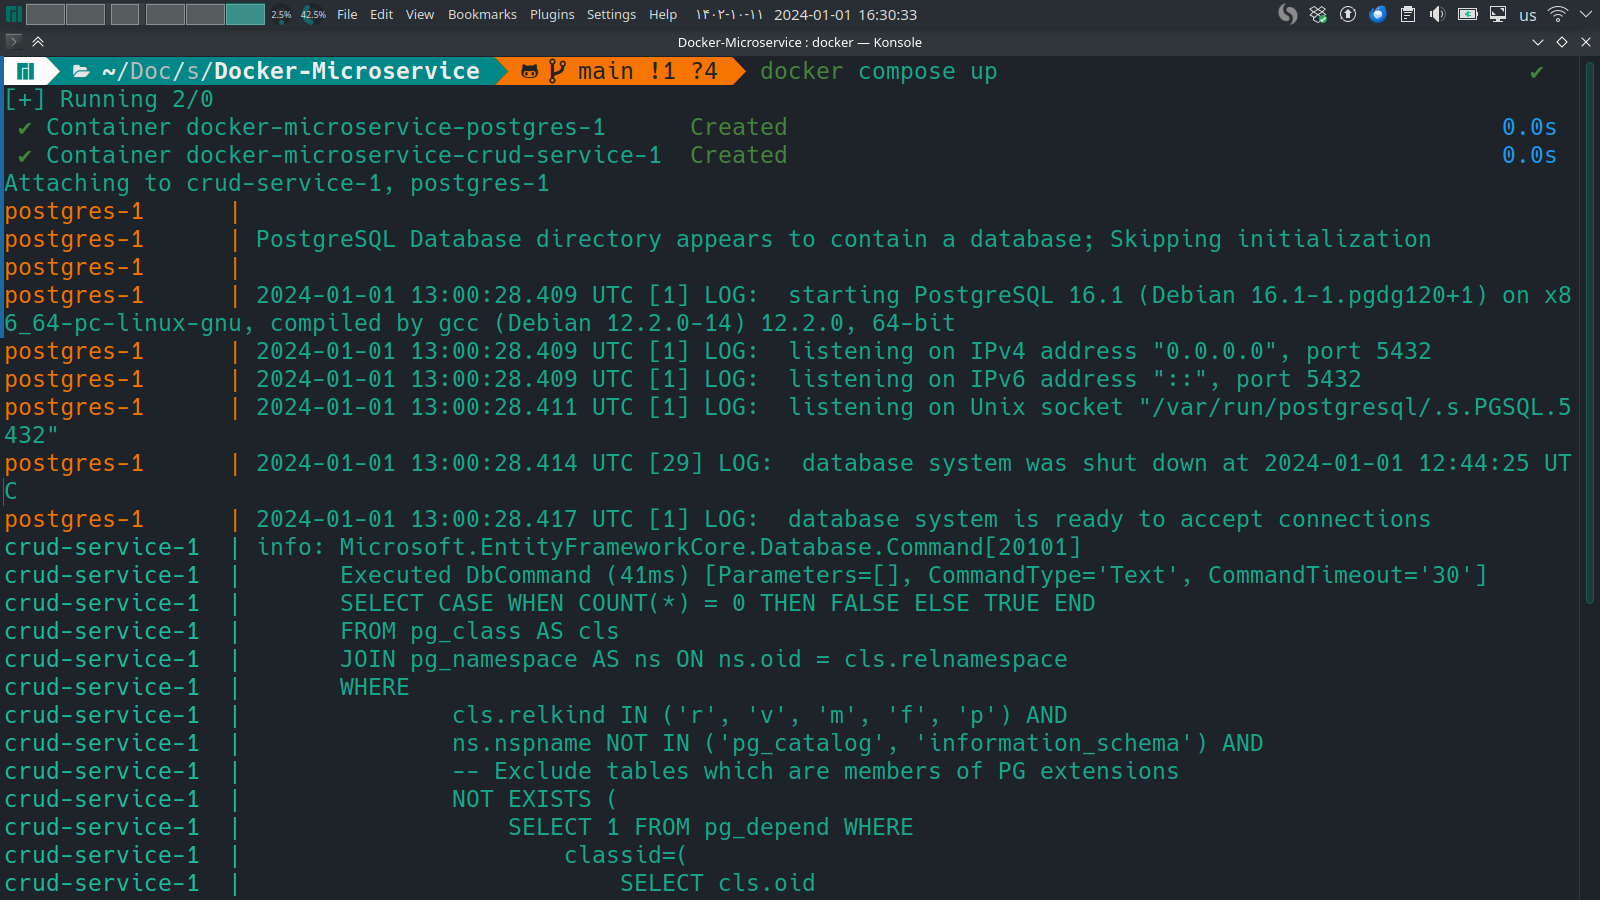 2.5% 42.5% File Edit View Bookmarks Plugins Settings Help ۱۴۰۲-۱۰-۱۱ 2024-01-01 16:30:33 us
Docker-Microservice : docker — Konsole
~/Doc/s/Docker-Microservice main !1 ?4 docker compose up ✔
[+] Running 2/0
✔ Container docker-microservice-postgres-1 Created 0.0s
✔ Container docker-microservice-crud-service-1 Created 0.0s
Attaching to crud-service-1, postgres-1
postgres-1 |
postgres-1 | PostgreSQL Database directory appears to contain a database; Skipping initialization
postgres-1 |
postgres-1 | 2024-01-01 13:00:28.409 UTC [1] LOG: starting PostgreSQL 16.1 (Debian 16.1-1.pgdg120+1) on x8
6_64-pc-linux-gnu, compiled by gcc (Debian 12.2.0-14) 12.2.0, 64-bit
postgres-1 | 2024-01-01 13:00:28.409 UTC [1] LOG: listening on IPv4 address "0.0.0.0", port 5432
postgres-1 | 2024-01-01 13:00:28.409 UTC [1] LOG: listening on IPv6 address "::", port 5432
postgres-1 | 2024-01-01 13:00:28.411 UTC [1] LOG: listening on Unix socket "/var/run/postgresql/.s.PGSQL.5
432"
postgres-1 | 2024-01-01 13:00:28.414 UTC [29] LOG: database system was shut down at 2024-01-01 12:44:25 UT
C
postgres-1 | 2024-01-01 13:00:28.417 UTC [1] LOG: database system is ready to accept connections
crud-service-1 | info: Microsoft.EntityFrameworkCore.Database.Command[20101]
crud-service-1 | Executed DbCommand (41ms) [Parameters=[], CommandType='Text', CommandTimeout='30']
crud-service-1 | SELECT CASE WHEN COUNT(*) = 0 THEN FALSE ELSE TRUE END
crud-service-1 | FROM pg_class AS cls
crud-service-1 | JOIN pg_namespace AS ns ON ns.oid = cls.relnamespace
crud-service-1 | WHERE
crud-service-1 | cls.relkind IN ('r', 'v', 'm', 'f', 'p') AND
crud-service-1 | ns.nspname NOT IN ('pg_catalog', 'information_schema') AND
crud-service-1 | -- Exclude tables which are members of PG extensions
crud-service-1 | NOT EXISTS (
crud-service-1 | SELECT 1 FROM pg_depend WHERE
crud-service-1 | classid=(
crud-service-1 | SELECT cls.oid